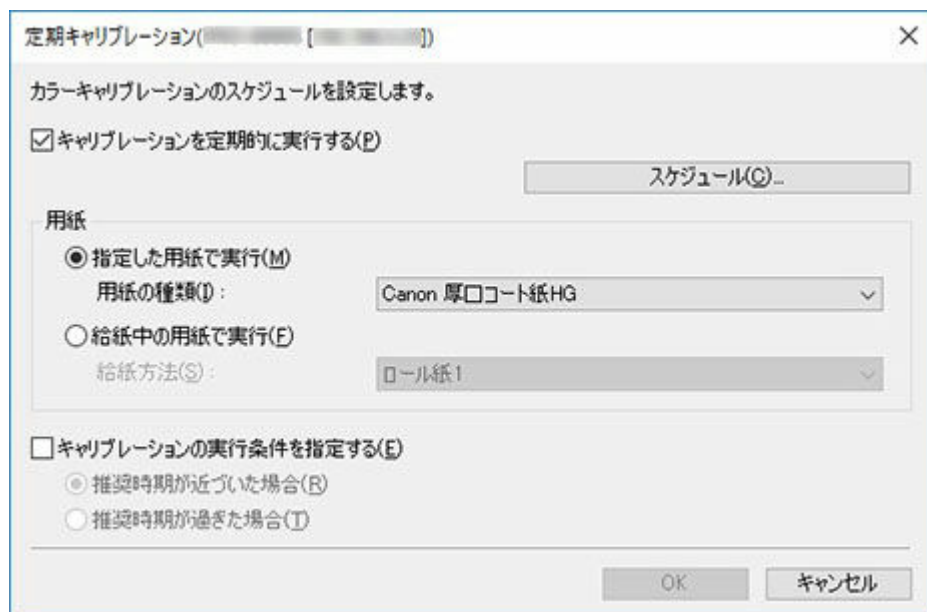 定期キャリブレーション( [ ])
カラーキャリブレーションのスケジュールを設定します。
キャリブレーションを定期的に実行する(P)
スケジュール(C)...
用紙
指定した用紙で実行(M)
用紙の種類(I): Canon 厚口コート紙HG
給紙中の用紙で実行(F)
給紙方法(S): ロール紙1
キャリブレーションの実行条件を指定する(E)
推奨時期が近づいた場合(R)
推奨時期が過ぎた場合(T)
OK キャンセル